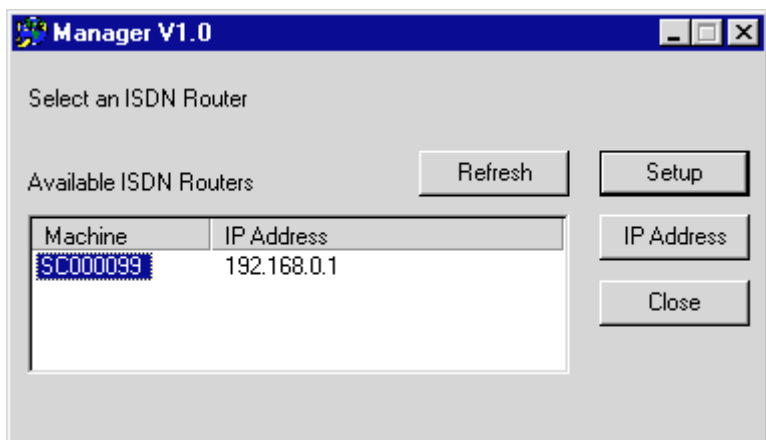 Manager V1.0
Select an ISDN Router
Available ISDN Routers
Refresh
Setup
Machine IP Address
IP Address
SC000099 192.168.0.1
Close